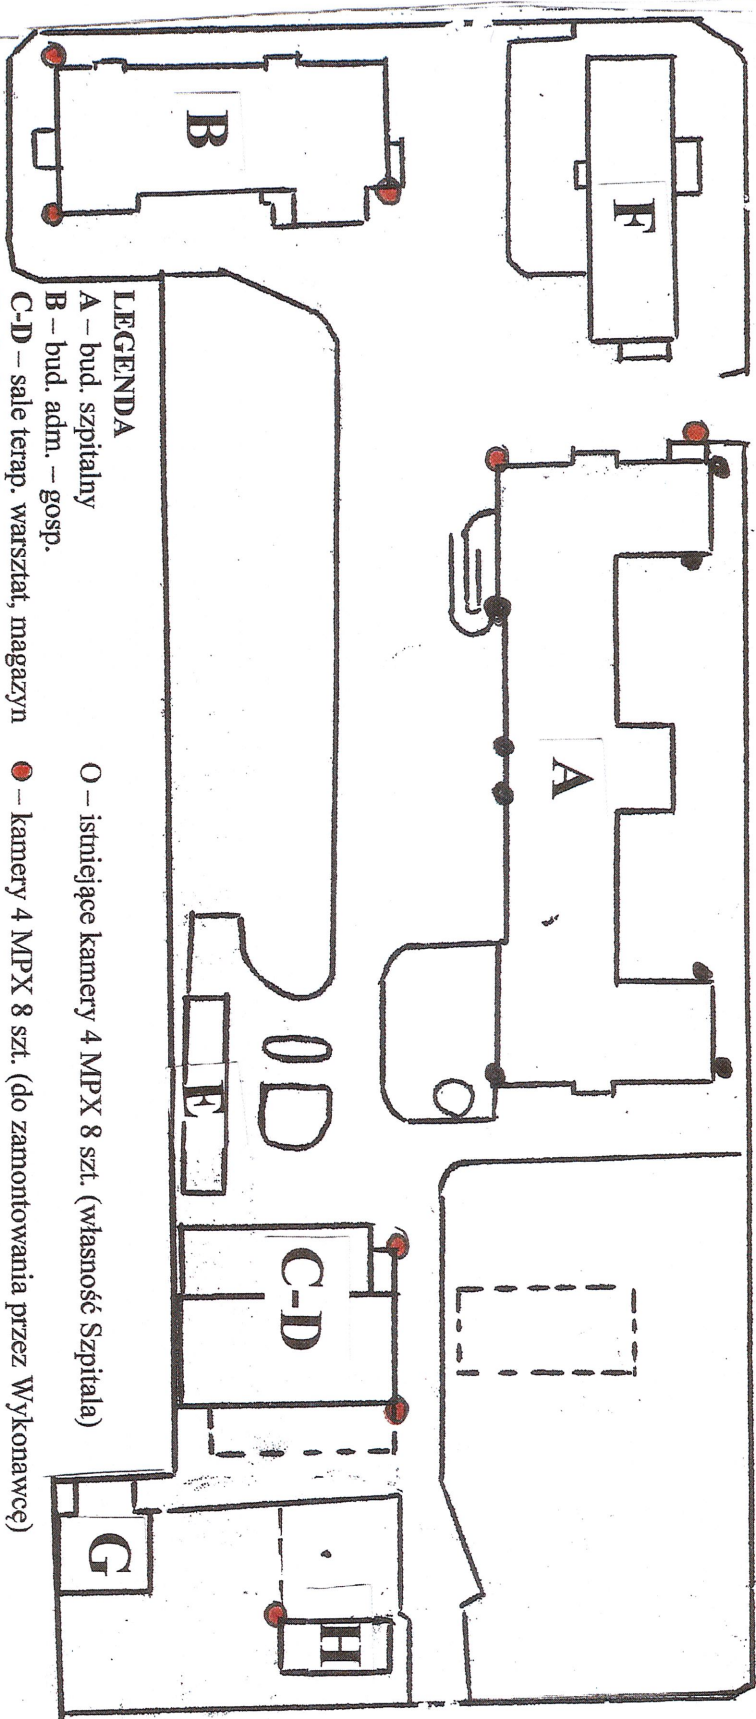 B
F
A
E
C-D
G
H
LEGENDA
A – bud. szpitalny
B – bud. adm. – gosp.
C-D – sale terap. warsztat, magazyn
O – istniejące kamery 4 MPX 8 szt. (własność Szpitala)
– kamery 4 MPX 8 szt. (do zamontowania przez Wykonawcę)